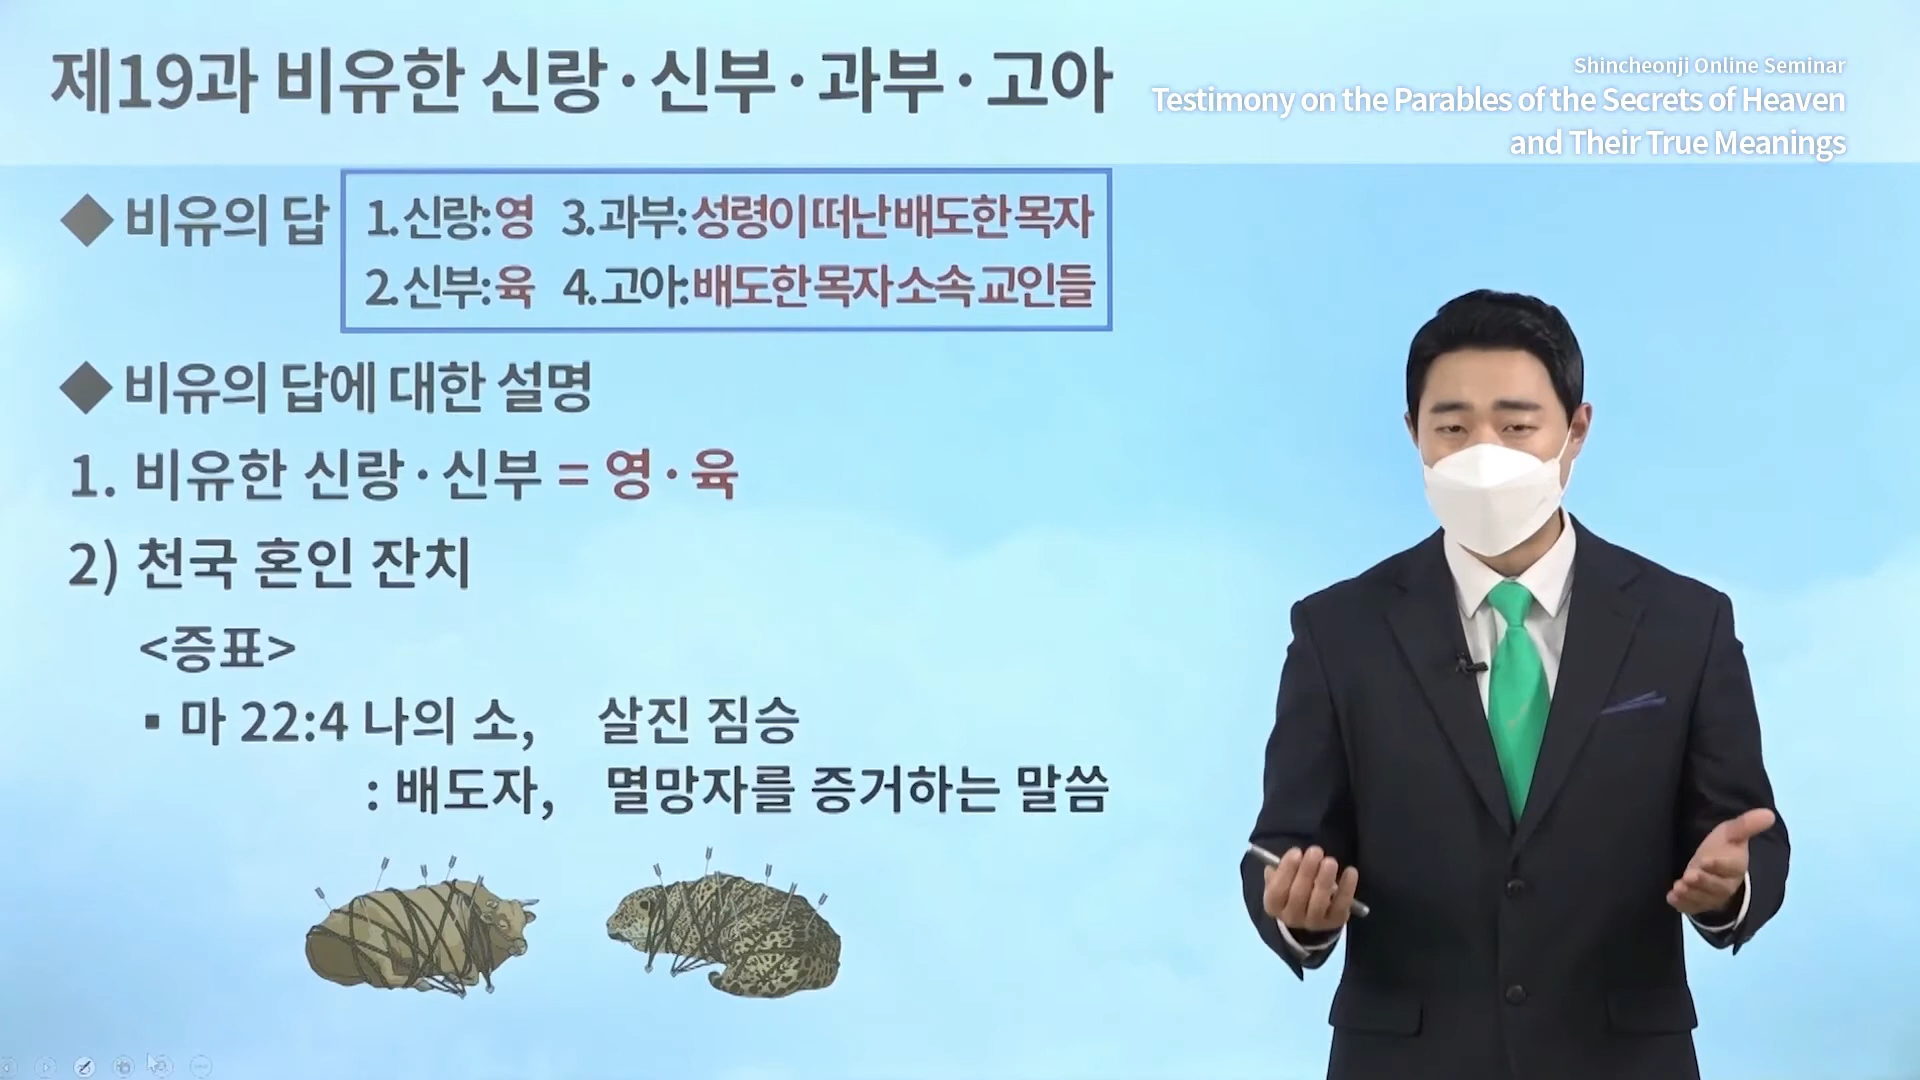 제19과 비유한 신랑·신부·과부·고아
Shincheonji Online Seminar
Testimony on the Parables of the Secrets of Heaven
and Their True Meanings
◆ 비유의 답
1. 신랑: 영 3. 과부: 성령이 떠난 배도한 목자
2. 신부: 육 4. 고아: 배도한 목자 소속 교인들
◆ 비유의 답에 대한 설명
1. 비유한 신랑·신부 = 영·육
2) 천국 혼인 잔치
<증표>
▪ 마 22:4 나의 소, 살진 짐승
: 배도자, 멸망자를 증거하는 말씀